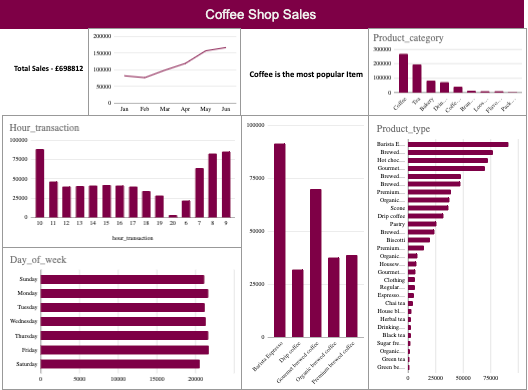 Coffee Shop Sales
Total Sales - £698812
200000
150000
100000
50000
0
Jan Feb Mar Apr May Jun
Coffee is the most popular Item
Product_category
300000
200000
100000
0
Coffee Tea Bakery Drin... Coffe... Bran... Loos... Flavo... Pack...
Hour_transaction
100000
75000
50000
25000
0
10 11 12 13 14 15 16 17 18 19 20 6 7 8 9
hour_transaction
Day_of_week
Sunday
Monday
Tuesday
Wednesday
Thursday
Friday
Saturday
0 5000 10000 15000 20000
100000
75000
50000
25000
0
Barista Espresso Drip coffee Gourmet brewed coffee Organic brewed coffee Premium brewed coffee
Product_type
Barista E...
Brewed...
Hot choc...
Gourmet...
Brewed...
Brewed...
Premium...
Organic...
Scone
Drip coffee
Pastry
Brewed...
Biscotti
Premium...
Organic...
Housew...
Gourmet...
Clothing
Regular...
Espresso...
Chai tea
House bl...
Herbal tea
Drinking...
Black tea
Sugar fre...
Organic...
Green tea
Green be...
0 25000 50000 75000